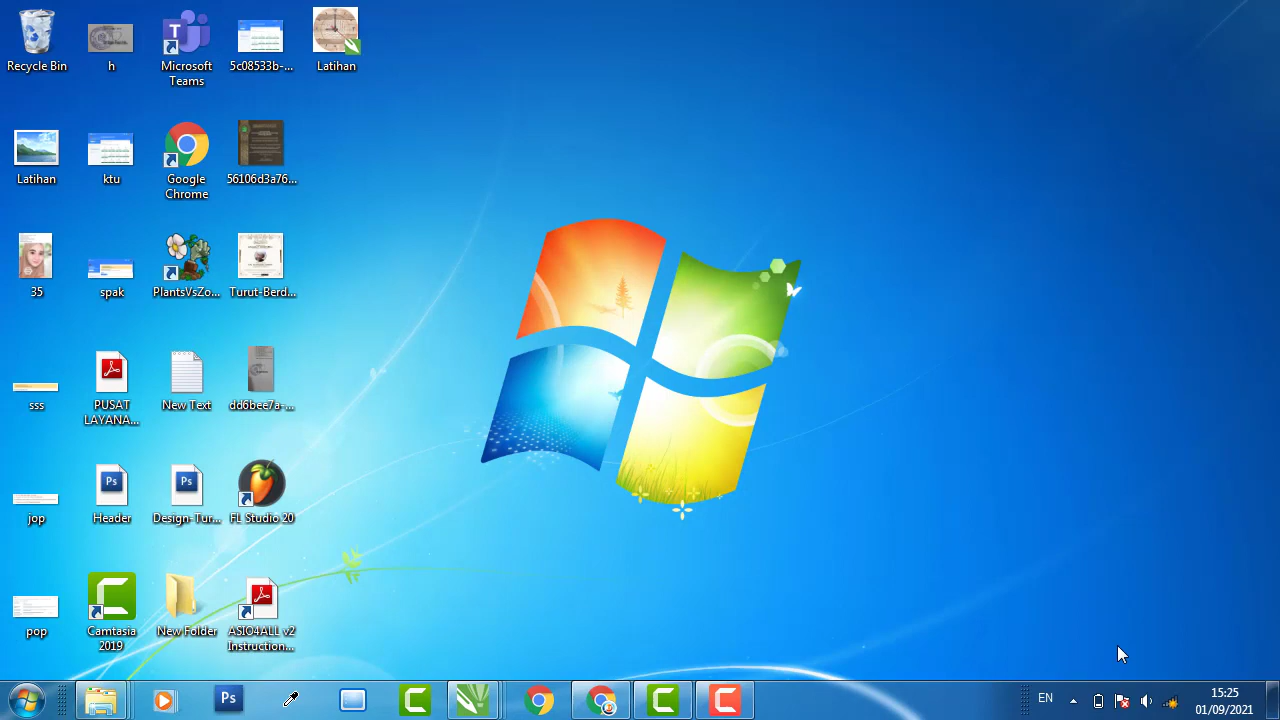 Recycle Bin
h
Microsoft
Teams
5c08533b-...
Latihan
Latihan
ktu
Google
Chrome
56106d3a76...
35
spak
PlantsVsZo...
Turut-Berd...
sss
PUSAT
LAYANA...
New Text
dd6bee7a-...
jop
Header
Design-Tur...
FL Studio 20
pop
Camtasia
2019
New Folder
ASIO4ALL v2
Instruction...
Ps
Ps
Ps
EN
15:25
01/09/2021